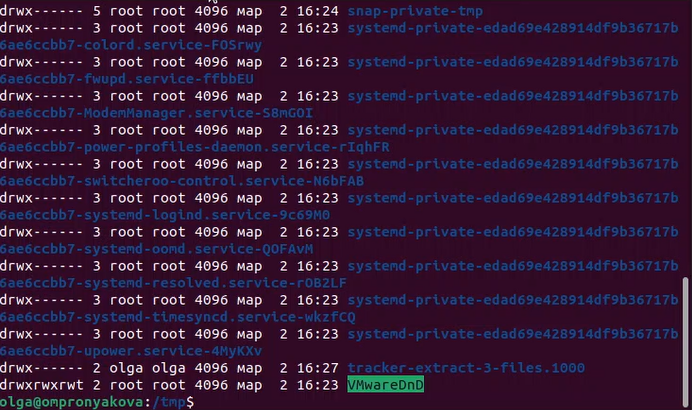 drwx------ 5 root root 4096 мар  2 16:24 snap-private-tmp
drwx------ 3 root root 4096 мар  2 16:23 systemd-private-edad69e428914df9b36717b
6ae6ccbb7-colord.service-FOSrwy
drwx------ 3 root root 4096 мар  2 16:23 systemd-private-edad69e428914df9b36717b
6ae6ccbb7-fwupd.service-ffbbEU
drwx------ 3 root root 4096 мар  2 16:23 systemd-private-edad69e428914df9b36717b
6ae6ccbb7-ModemManager.service-S8mGOI
drwx------ 3 root root 4096 мар  2 16:23 systemd-private-edad69e428914df9b36717b
6ae6ccbb7-power-profiles-daemon.service-rIqhFR
drwx------ 3 root root 4096 мар  2 16:23 systemd-private-edad69e428914df9b36717b
6ae6ccbb7-switcheroo-control.service-N6bFAB
drwx------ 3 root root 4096 мар  2 16:23 systemd-private-edad69e428914df9b36717b
6ae6ccbb7-systemd-logind.service-9c69M0
drwx------ 3 root root 4096 мар  2 16:23 systemd-private-edad69e428914df9b36717b
6ae6ccbb7-systemd-oomd.service-QOFAvM
drwx------ 3 root root 4096 мар  2 16:23 systemd-private-edad69e428914df9b36717b
6ae6ccbb7-systemd-resolved.service-rOB2LF
drwx------ 3 root root 4096 мар  2 16:23 systemd-private-edad69e428914df9b36717b
6ae6ccbb7-systemd-timesyncd.service-wkzfCQ
drwx------ 3 root root 4096 мар  2 16:23 systemd-private-edad69e428914df9b36717b
6ae6ccbb7-upower.service-4MyKXv
drwx------ 2 olga olga 4096 мар  2 16:27 tracker-extract-3-files.1000
drwxrwxrwt 2 root root 4096 мар  2 16:23 VMwareDnD
olga@ompronyakova:/tmp$